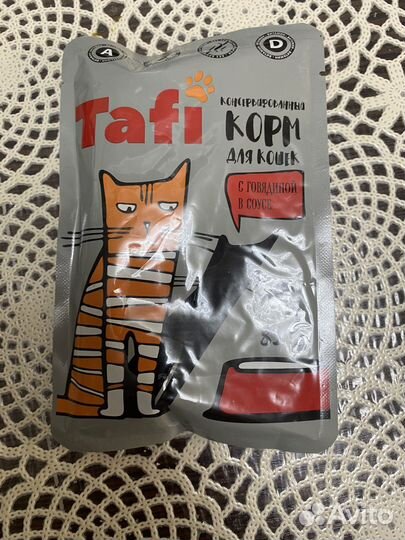 A
D
Tafi
КОНСЕРВИРОВАННЫЙ
КОРМ
ДЛЯ КОШЕК
С ГОВЯДИНОЙ
В СОУСЕ
Avito